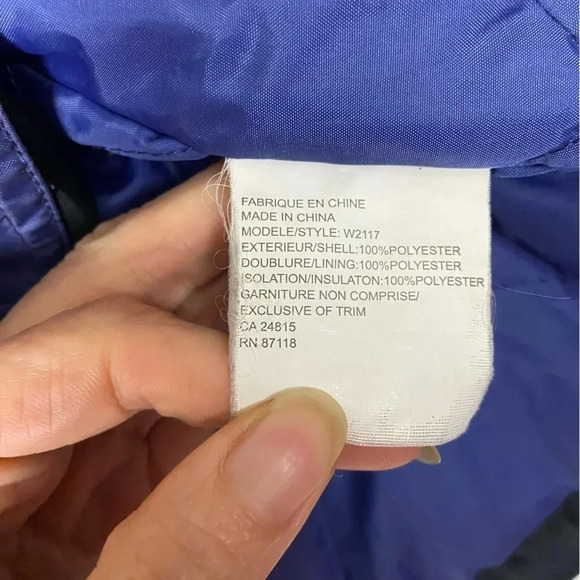 FABRIQUE EN CHINE
MADE IN CHINA
MODELE/STYLE: W2117
EXTERIEUR/SHELL:100%POLYESTER
DOUBLURE/LINING:100%POLYESTER
ISOLATION/INSULATON:100%POLYESTER
GARNITURE NON COMPRISE/
EXCLUSIVE OF TRIM
CA 24815
RN 87118